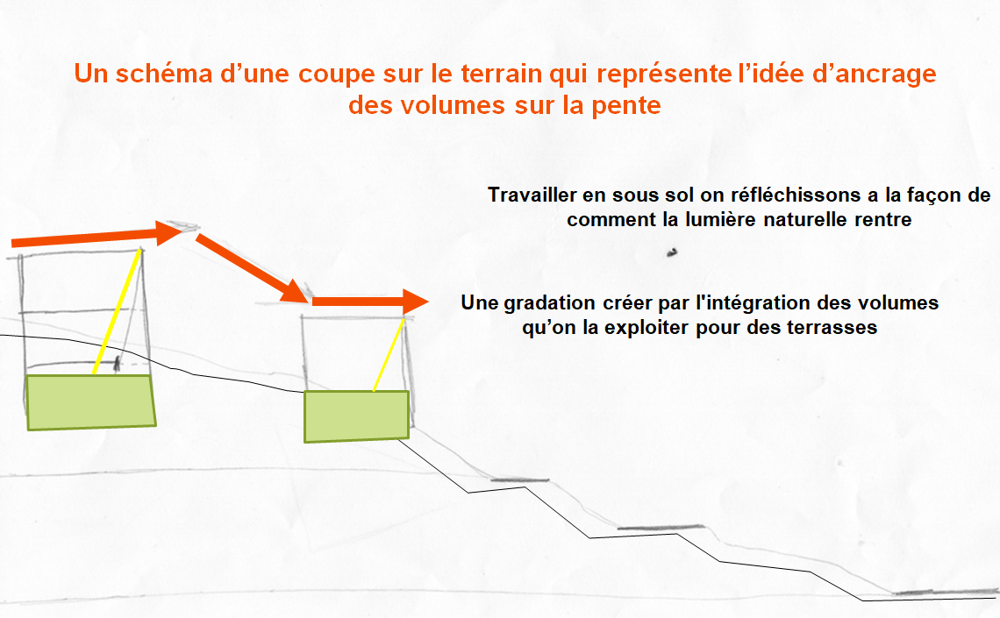 Un schéma d’une coupe sur le terrain qui représente l’idée d’ancrage
des volumes sur la pente
Travailler en sous sol on réfléchissons a la façon de
comment la lumière naturelle rentre
Une gradation créer par l'intégration des volumes
qu’on la exploiter pour des terrasses